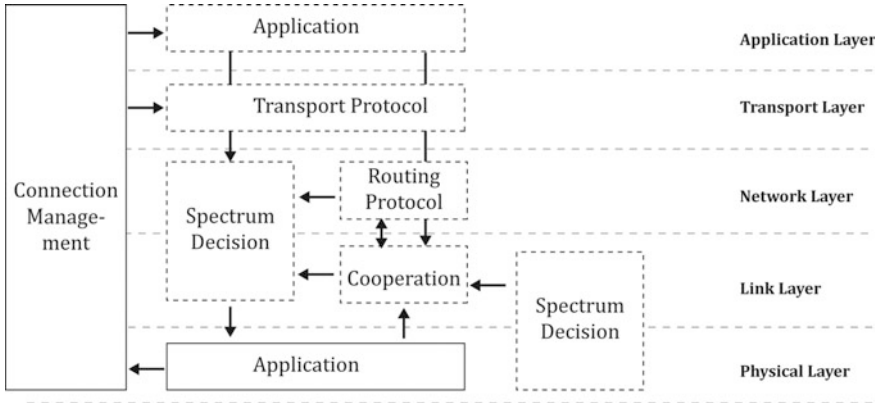 Application
Application Layer
Transport Protocol
Transport Layer
Connection
Manage-
ment
Spectrum
Decision
Routing
Protocol
Network Layer
Cooperation
Spectrum
Decision
Link Layer
Application
Physical Layer